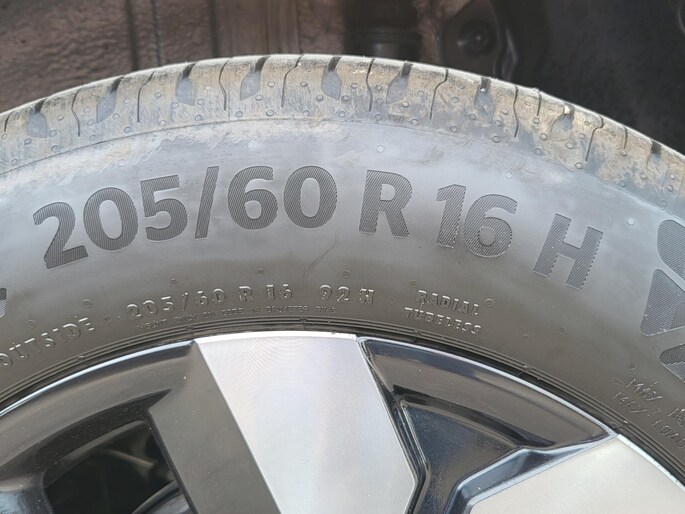 205/60 R 16 H
OUTSIDE 205/60 R 16 92 H RADIAL
TUBELESS